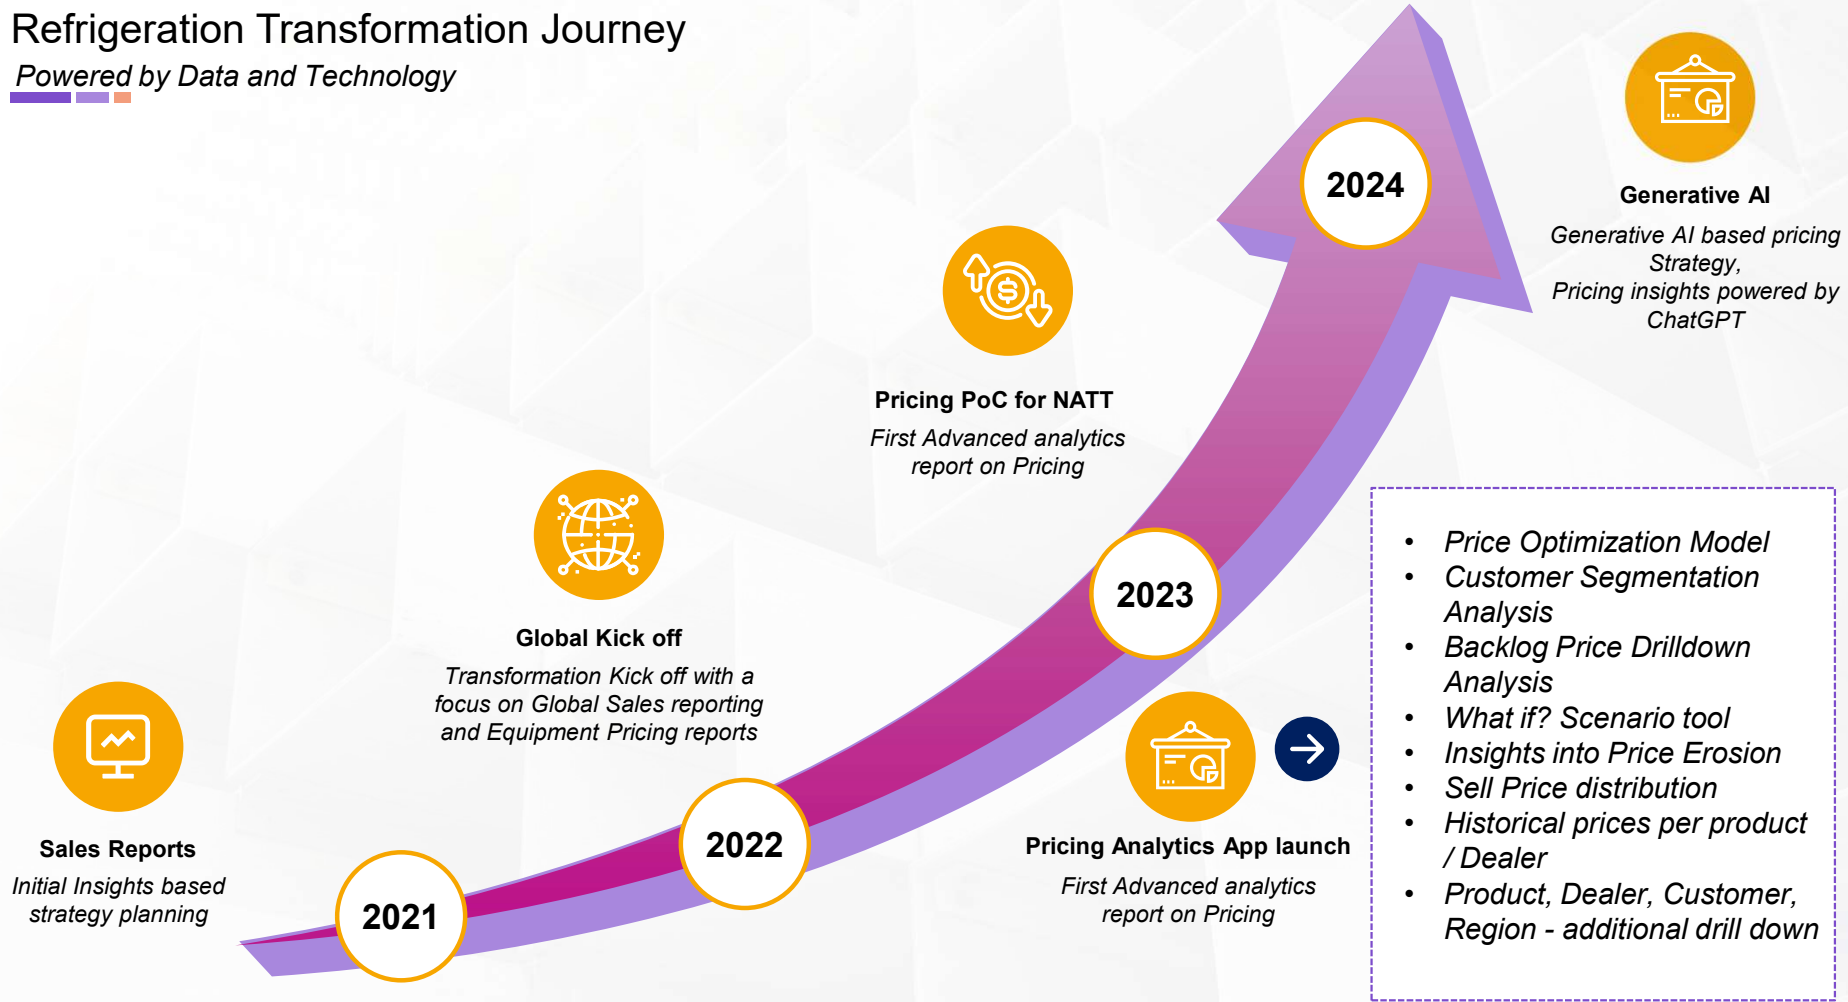 Refrigeration Transformation Journey
Powered by Data and Technology
Sales Reports
Initial Insights based
strategy planning
2021
Global Kick off
Transformation Kick off with a
focus on Global Sales reporting
and Equipment Pricing reports
2022
Pricing PoC for NATT
First Advanced analytics
report on Pricing
2023
Pricing Analytics App launch
First Advanced analytics
report on Pricing
2024
Generative AI
Generative AI based pricing
Strategy,
Pricing insights powered by
ChatGPT
• Price Optimization Model
• Customer Segmentation
Analysis
• Backlog Price Drilldown
Analysis
• What if? Scenario tool
• Insights into Price Erosion
• Sell Price distribution
• Historical prices per product
/ Dealer
• Product, Dealer, Customer,
Region - additional drill down